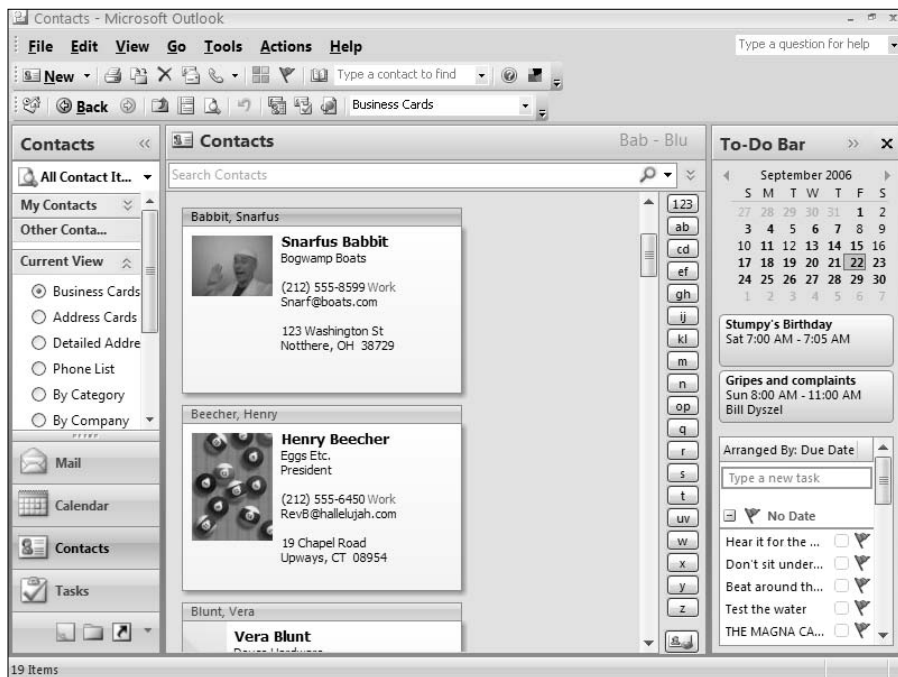 Contacts - Microsoft Outlook
File Edit View Go Tools Actions Help
Type a question for help
New
Type a contact to find
Back
Business Cards
Contacts
All Contact It...
My Contacts
Other Conta...
Current View
Business Cards
Address Cards
Detailed Addre
Phone List
By Category
By Company
Mail
Calendar
Contacts
Tasks
Contacts Bab - Blu
Search Contacts
Babbit, Snarfus
Snarfus Babbit
Bogwamp Boats
(212) 555-8599 Work
Snarf@boats.com
123 Washington St
Notthere, OH 38729
Beecher, Henry
Henry Beecher
Eggs Etc.
President
(212) 555-6450 Work
RevB@hallelujah.com
19 Chapel Road
Upways, CT 08954
Blunt, Vera
Vera Blunt
123
ab
cd
ef
gh
ij
kl
m
n
op
q
r
s
t
uv
w
x
y
z
To-Do Bar
September 2006
S M T W T F S
27 28 29 30 31 1 2
3 4 5 6 7 8 9
10 11 12 13 14 15 16
17 18 19 20 21 22 23
24 25 26 27 28 29 30
1 2 3 4 5 6 7
Stumpy's Birthday
Sat 7:00 AM - 7:05 AM
Gripes and complaints
Sun 8:00 AM - 11:00 AM
Bill Dyszel
Arranged By: Due Date
Type a new task
No Date
Hear it for the ...
Don't sit under...
Beat around th...
Test the water
THE MAGNA CA...
19 Items